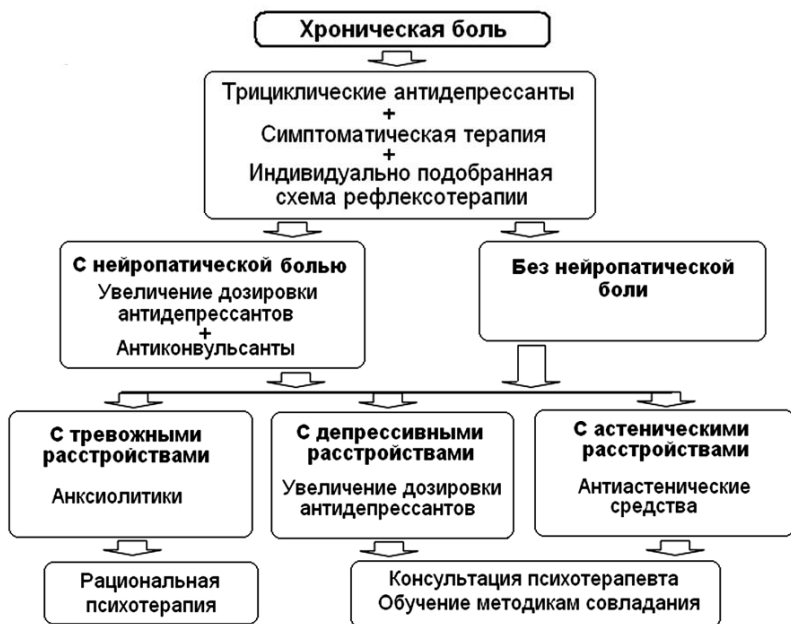 Хроническая боль
Трициклические антидепрессанты
+
Симптоматическая терапия
+
Индивидуально подобранная
схема рефлексотерапии
С нейропатической болью
Увеличение дозировки
антидепрессантов
+
Антиконвульсанты
Без нейропатической
боли
С тревожными
расстройствами
Анксиолитики
С депрессивными
расстройствами
Увеличение дозировки
антидепрессантов
С астеническими
расстройствами
Антиастенические
средства
Рациональная
психотерапия
Консультация психотерапевта
Обучение методикам совладания